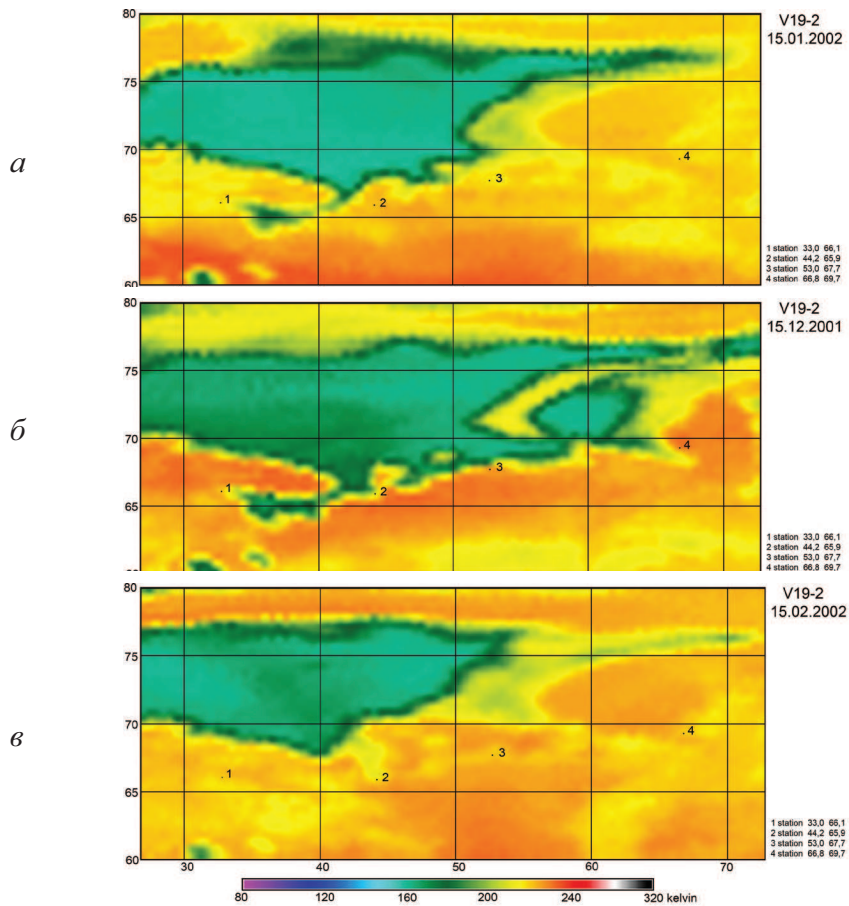 а
80
75
70
65
60
1
2
3
4
V19-2
15.01.2002
1 station 33,0 66,1
2 station 44,2 65,9
3 station 53,0 67,7
4 station 66,8 69,7
б
80
75
70
65
60
1
2
3
4
V19-2
15.12.2001
1 station 33,0 66,1
2 station 44,2 65,9
3 station 53,0 67,7
4 station 66,8 69,7
в
80
75
70
65
60
1
2
3
4
V19-2
15.02.2002
1 station 33,0 66,1
2 station 44,2 65,9
3 station 53,0 67,7
4 station 66,8 69,7
30 40 50 60 70
80 120 160 200 240 320 kelvin